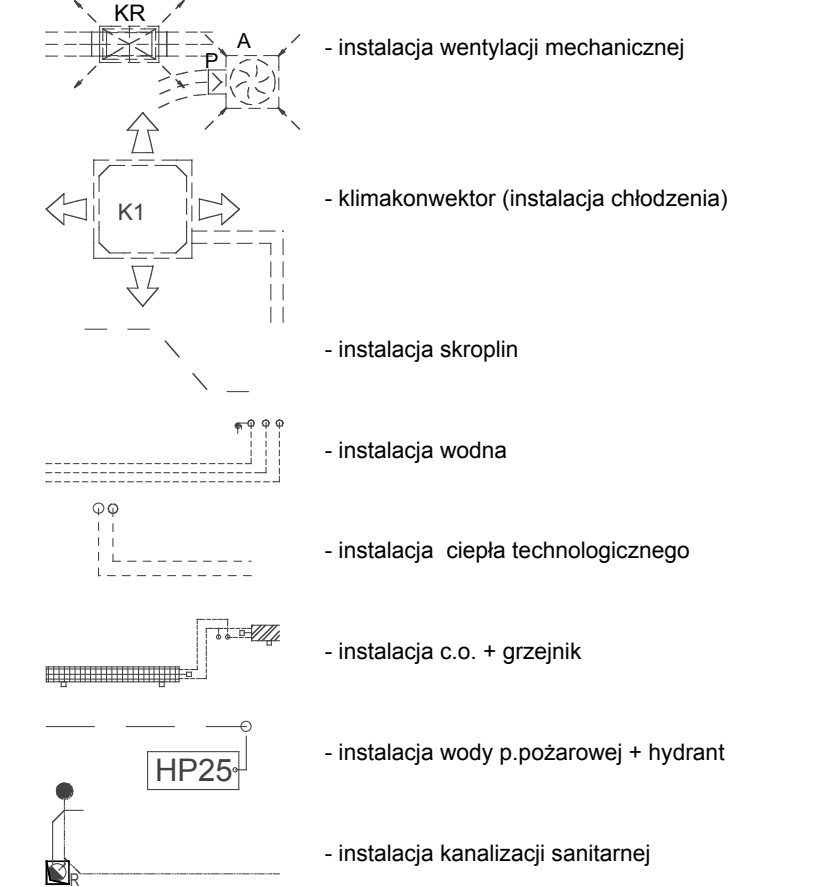 KR
A
P
- instalacja wentylacji mechanicznej
K1
- klimakonwektor (instalacja chłodzenia)
- instalacja skroplin
- instalacja wodna
- instalacja  ciepła technologicznego
- instalacja c.o. + grzejnik
HP25
- instalacja wody p.pożarowej + hydrant
- instalacja kanalizacji sanitarnej
R